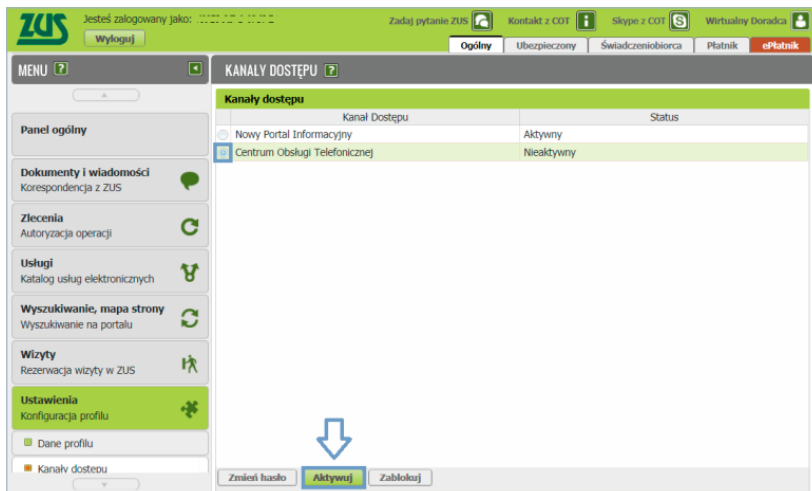 ZUS
Jesteś zalogowany jako:
Wyloguj
Zadaj pytanie ZUS
Kontakt z COT
Skype z COT
Wirtualny Doradca
Ogólny
Ubezpieczony
Świadczeniobiorca
Płatnik
ePłatnik
MENU ?
KANAŁY DOSTĘPU ?
Panel ogólny
Dokumenty i wiadomości
Korespondencja z ZUS
Zlecenia
Autoryzacja operacji
Usługi
Katalog usług elektronicznych
Wyszukiwanie, mapa strony
Wyszukiwanie na portalu
Wizyty
Rezerwacja wizyty w ZUS
Ustawienia
Konfiguracja profilu
Dane profilu
Kanały dostępu
Kanały dostępu
Kanał Dostępu Status
Nowy Portal Informacyjny Aktywny
Centrum Obsługi Telefonicznej Nieaktywny
Zmień hasło Aktywuj Zablokuj